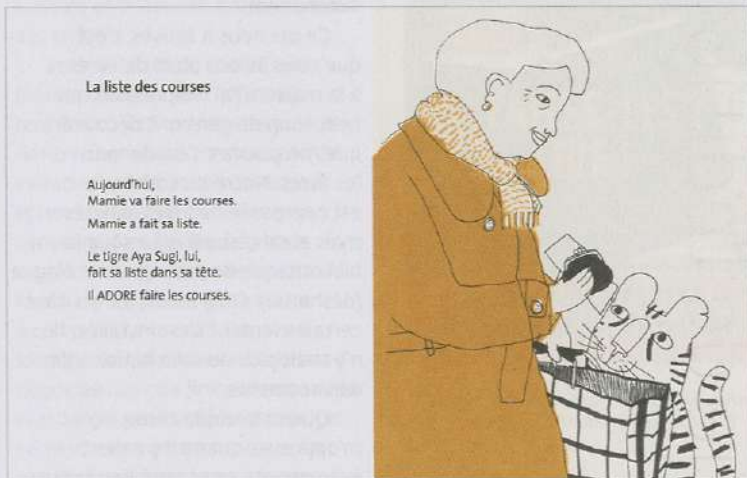 La liste des courses
Aujourd'hui,
Mamie va faire les courses.
Mamie a fait sa liste.
Le tigre Aya Sugi, lui,
fait sa liste dans sa tête.
Il ADORE faire les courses.